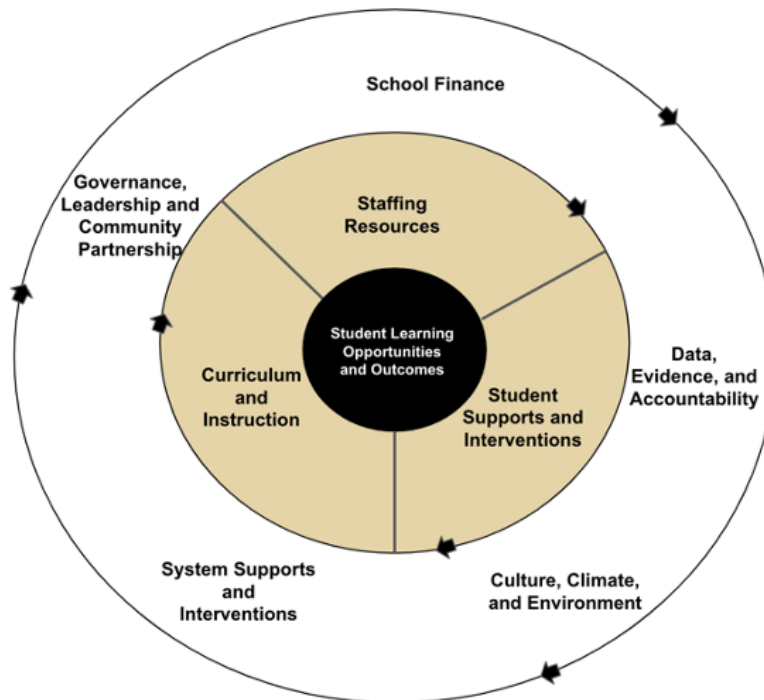 School Finance
Governance,
Leadership and
Community
Partnership
Staffing
Resources
Student Learning
Opportunities
and Outcomes
Data,
Evidence, and
Accountability
Curriculum
and
Instruction
Student
Supports and
Interventions
System Supports
and
Interventions
Culture, Climate,
and Environment